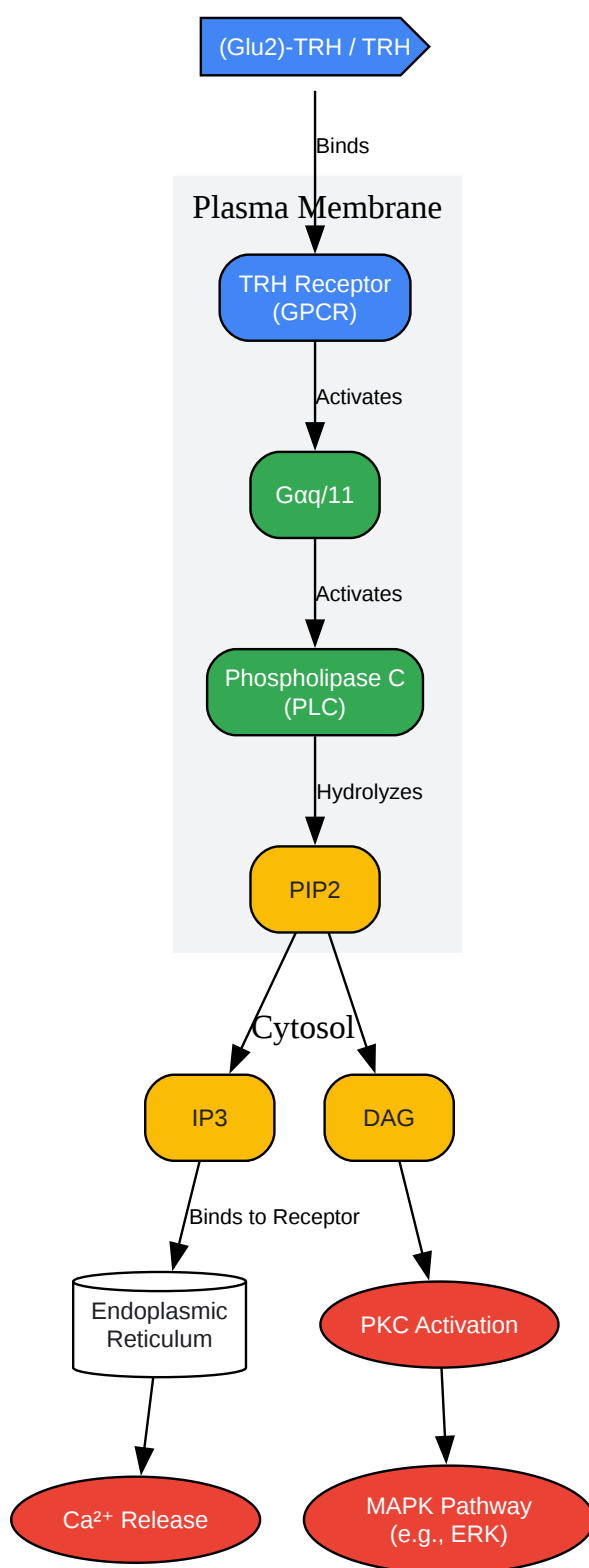 (Glu2)-TRH / TRH
Binds
Plasma Membrane
TRH Receptor
(GPCR)
Activates
Gαq/11
Activates
Phospholipase C
(PLC)
Hydrolyzes
PIP2
Cytosol
IP3
DAG
Binds to Receptor
Endoplasmic
Reticulum
PKC Activation
Ca²⁺ Release
MAPK Pathway
(e.g., ERK)